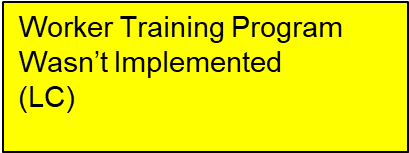 Worker Training Program
Wasn’t Implemented
(LC)